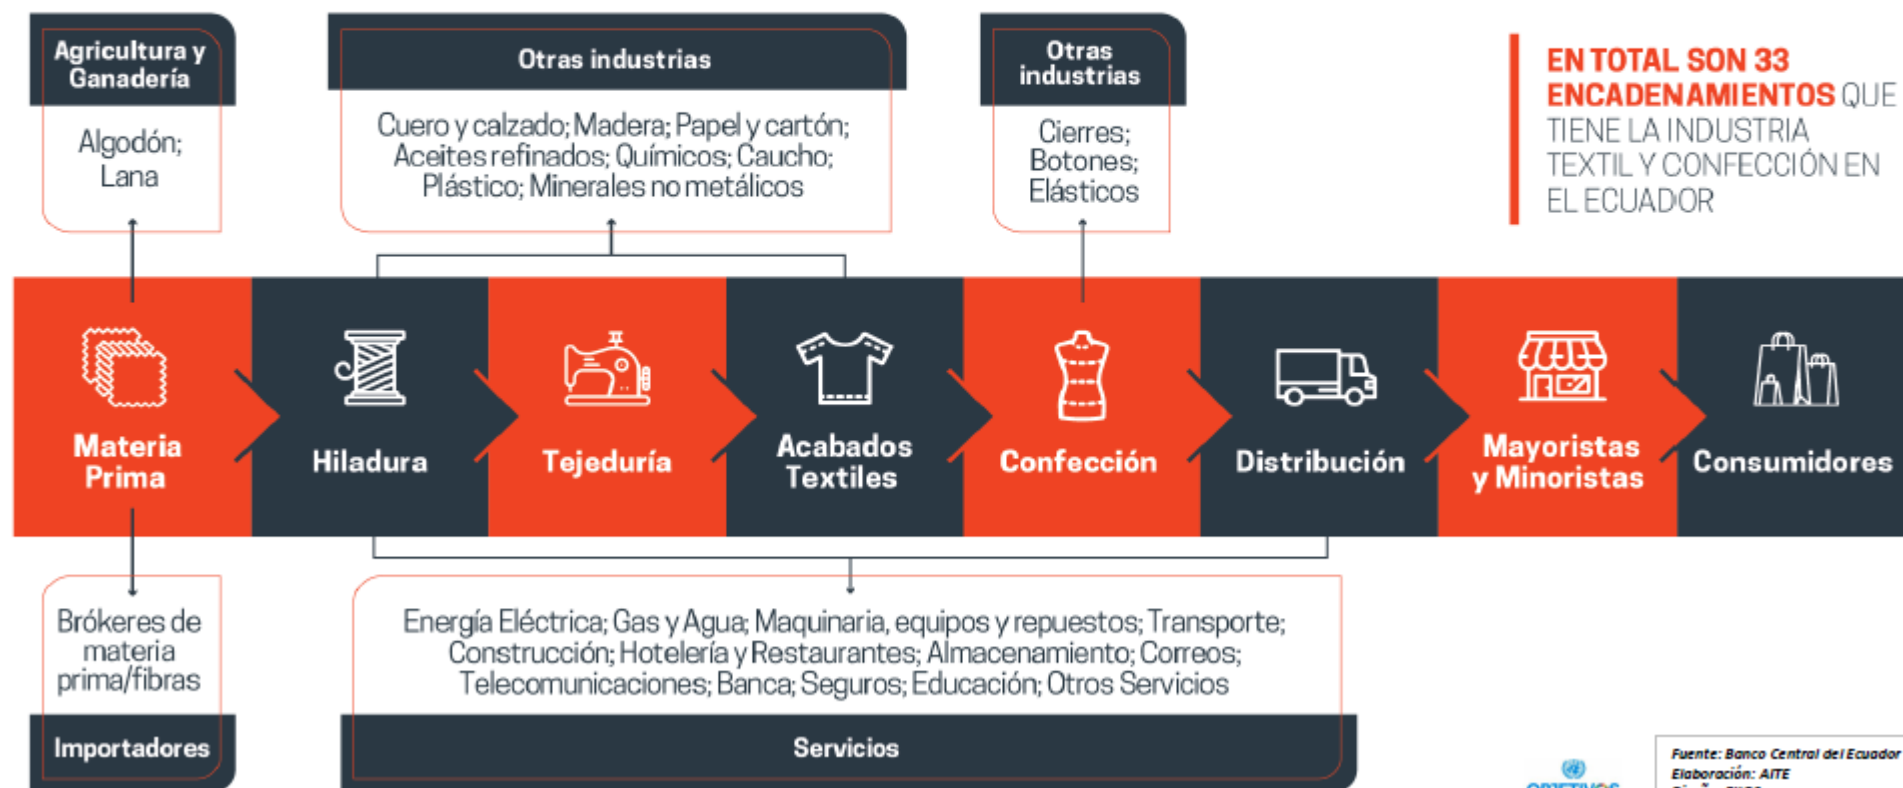 Agricultura y
Ganadería
Algodón;
Lana
Otras industrias
Cuero y calzado; Madera; Papel y cartón;
Aceites refinados; Químicos; Caucho;
Plástico; Minerales no metálicos
Otras
industrias
Cierres;
Botones;
Elásticos
EN TOTAL SON 33
ENCADENAMIENTOS QUE
TIENE LA INDUSTRIA
TEXTIL Y CONFECCIÓN EN
EL ECUADOR
Materia
Prima
Hiladura
Tejeduría
Acabados
Textiles
Confección
Distribución
Mayoristas
y Minoristas
Consumidores
Brókeres de
materia
prima/fibras
Importadores
Energía Eléctrica; Gas y Agua; Maquinaria, equipos y repuestos; Transporte;
Construcción; Hotelería y Restaurantes; Almacenamiento; Correos;
Telecomunicaciones; Banca; Seguros; Educación; Otros Servicios
Servicios
OBJETIVOS
Fuente: Banco Central del Ecuador
Elaboración: AITE